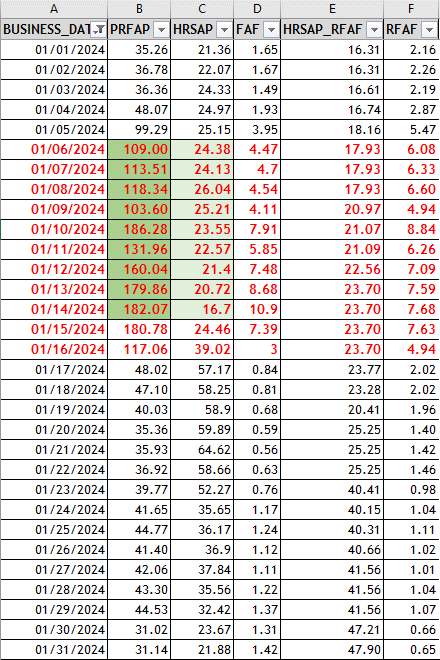 A B C D E F
BUSINESS_DAT PRFAP HRSAP FAF HRSAP_RFAF RFAF
01/01/2024 35.26 21.36 1.65 16.31 2.16
01/02/2024 36.78 22.07 1.67 16.31 2.26
01/03/2024 36.36 24.33 1.49 16.61 2.19
01/04/2024 48.07 24.97 1.93 16.74 2.87
01/05/2024 99.29 25.15 3.95 18.16 5.47
01/06/2024 109.00 24.38 4.47 17.93 6.08
01/07/2024 113.51 24.13 4.7 17.93 6.33
01/08/2024 118.34 26.04 4.54 17.93 6.60
01/09/2024 103.60 25.21 4.11 20.97 4.94
01/10/2024 186.28 23.55 7.91 21.07 8.84
01/11/2024 131.96 22.57 5.85 21.09 6.26
01/12/2024 160.04 21.4 7.48 22.56 7.09
01/13/2024 179.86 20.72 8.68 23.70 7.59
01/14/2024 182.07 16.7 10.9 23.70 7.68
01/15/2024 180.78 24.46 7.39 23.70 7.63
01/16/2024 117.06 39.02 3 23.70 4.94
01/17/2024 48.02 57.17 0.84 23.77 2.02
01/18/2024 47.10 58.25 0.81 23.28 2.02
01/19/2024 40.03 58.9 0.68 20.41 1.96
01/20/2024 35.36 59.89 0.59 25.25 1.40
01/21/2024 35.93 64.62 0.56 25.25 1.42
01/22/2024 36.92 58.66 0.63 25.25 1.46
01/23/2024 39.77 52.27 0.76 40.41 0.98
01/24/2024 41.65 35.65 1.17 40.15 1.04
01/25/2024 44.77 36.17 1.24 40.31 1.11
01/26/2024 41.40 36.9 1.12 40.66 1.02
01/27/2024 42.06 37.84 1.11 41.56 1.01
01/28/2024 43.30 35.56 1.22 41.56 1.04
01/29/2024 44.53 32.42 1.37 41.56 1.07
01/30/2024 31.02 23.67 1.31 47.21 0.66
01/31/2024 31.14 21.88 1.42 47.90 0.65